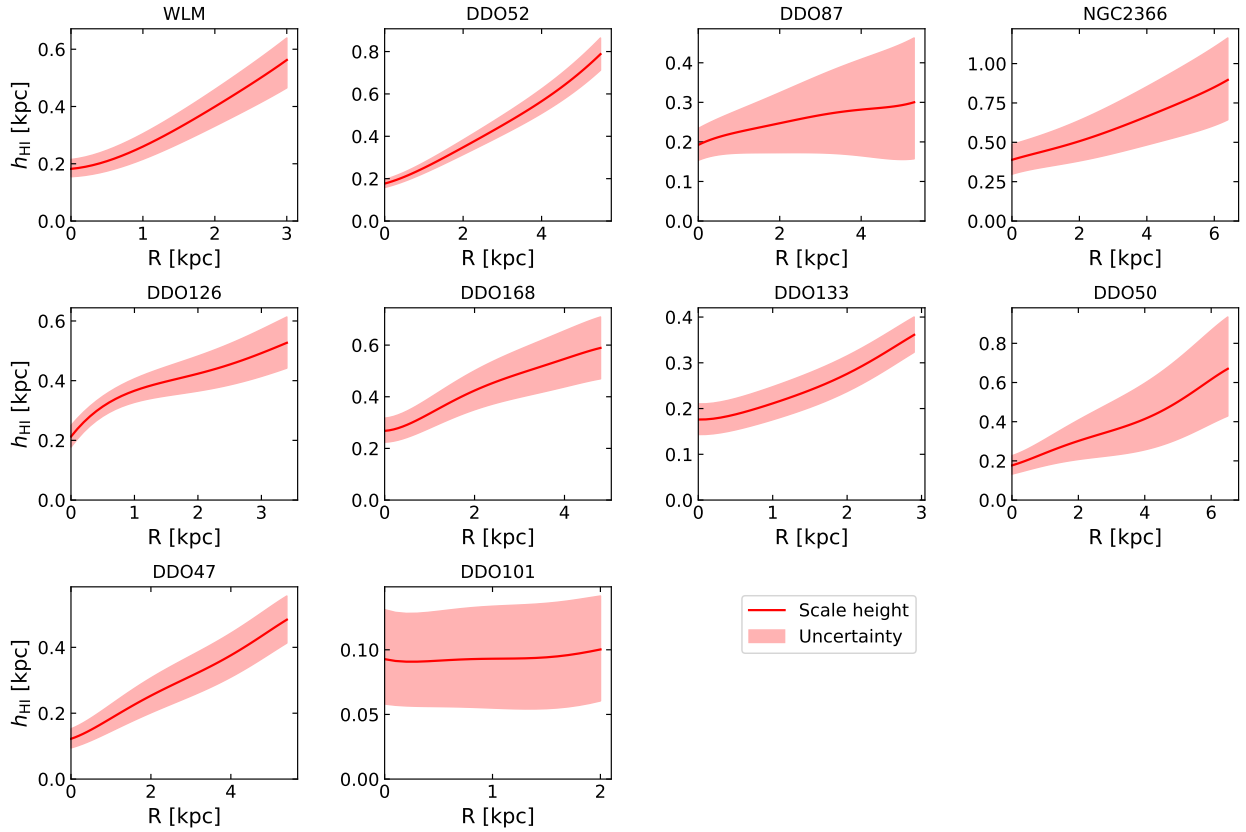 WLM
DDO52
DDO87
NGC2366
h_HI [kpc]
0.6
0.4
0.2
0.0
0 1 2 3
R [kpc]
0.8
0.6
0.4
0.2
0.0
0 2 4
R [kpc]
0.4
0.3
0.2
0.1
0.0
0 2 4
R [kpc]
1.00
0.75
0.50
0.25
0.00
0 2 4 6
R [kpc]
DDO126
DDO168
DDO133
DDO50
h_HI [kpc]
0.6
0.4
0.2
0.0
0 1 2 3
R [kpc]
0.6
0.4
0.2
0.0
0 2 4
R [kpc]
0.4
0.3
0.2
0.1
0.0
0 1 2 3
R [kpc]
0.8
0.6
0.4
0.2
0.0
0 2 4 6
R [kpc]
DDO47
DDO101
h_HI [kpc]
0.4
0.2
0.0
0 2 4
R [kpc]
0.10
0.05
0.00
0 1 2
R [kpc]
Scale height
Uncertainty